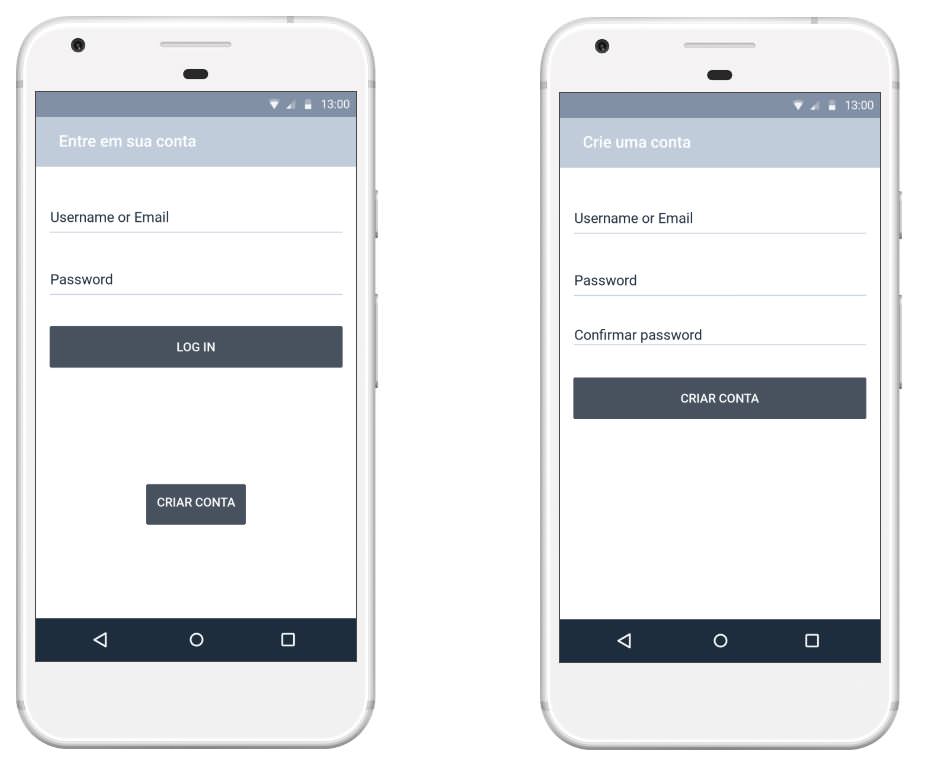 13:00
Entre em sua conta
Username or Email
Password
LOG IN
CRIAR CONTA
13:00
Crie uma conta
Username or Email
Password
Confirmar password
CRIAR CONTA